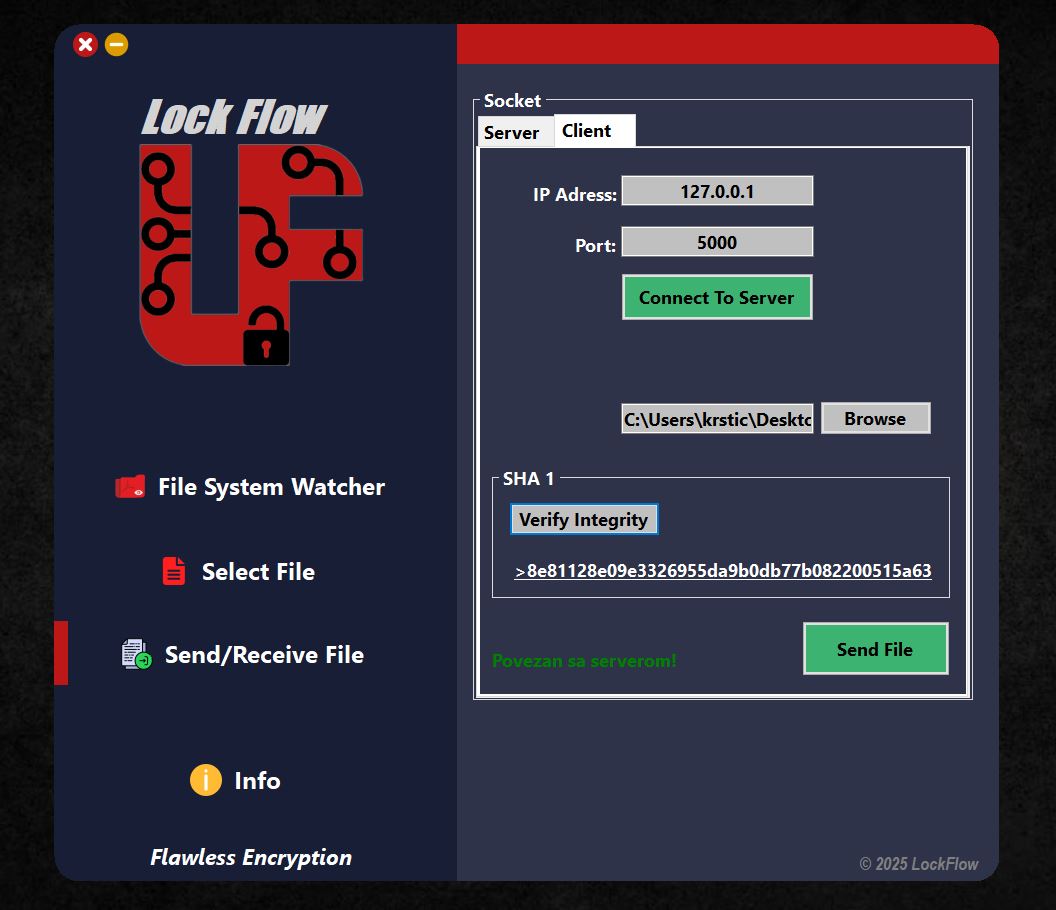 Lock Flow
File System Watcher
Select File
Send/Receive File
Info
Flawless Encryption
Socket
Server
Client
IP Adress:
127.0.0.1
Port:
5000
Connect To Server
C:\Users\krstic\Desktc
Browse
SHA 1
Verify Integrity
>8e81128e09e3326955da9b0db77b082200515a63
Povezan sa serverom!
Send File
© 2025 LockFlow